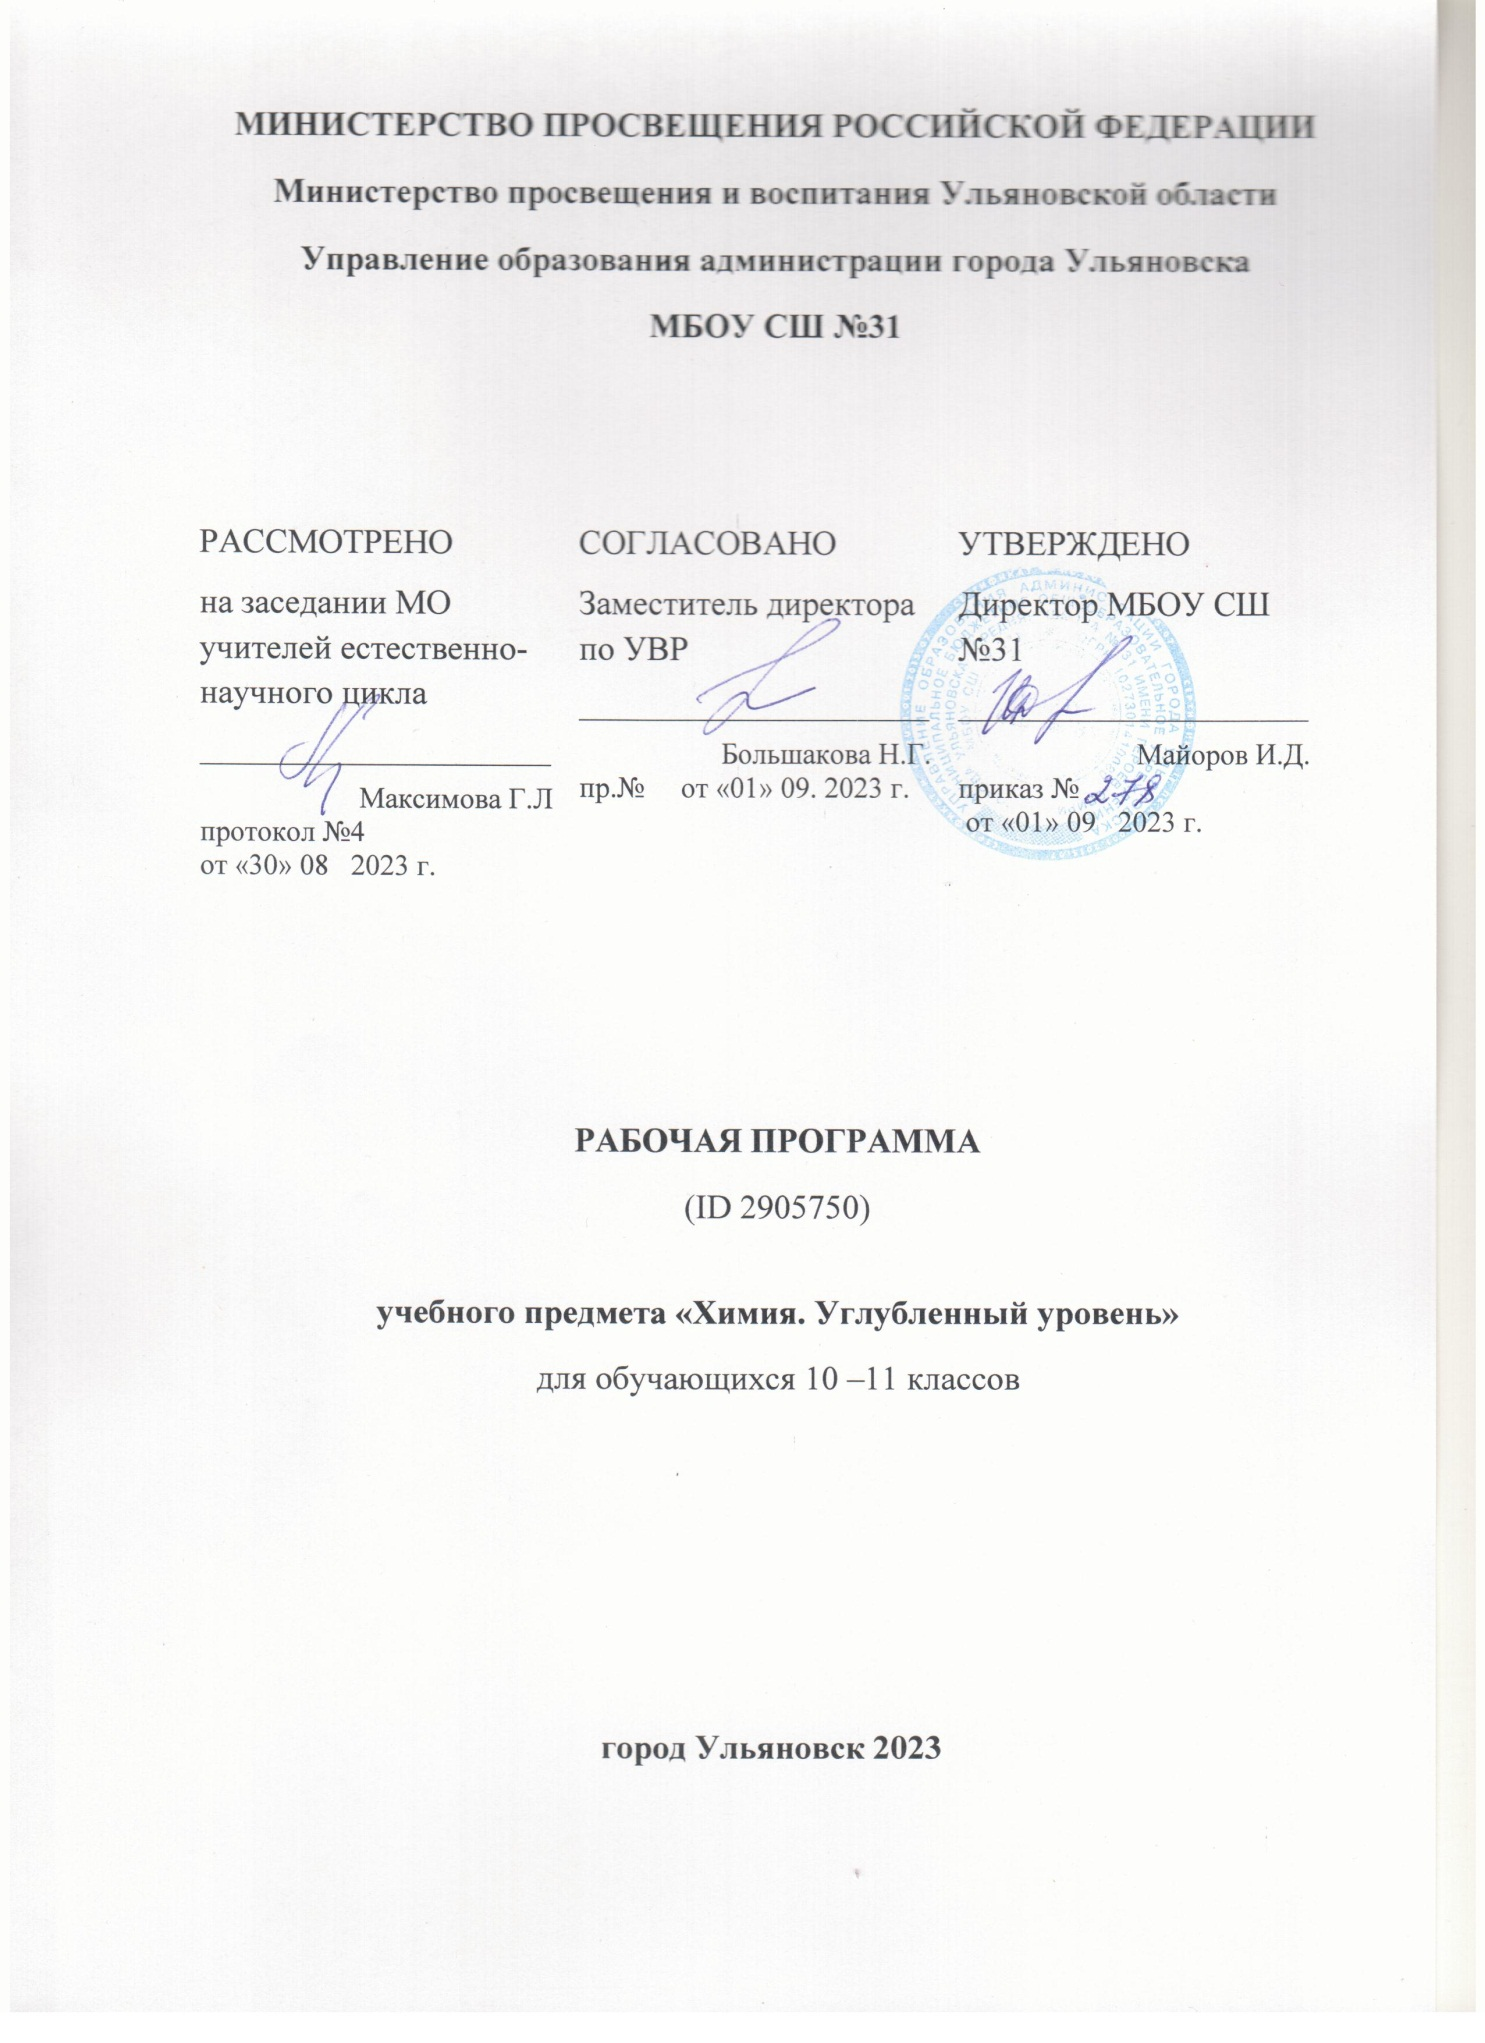 МИНИСТЕРСТВО ПРОСВЕЩЕНИЯ РОССИЙСКОЙ ФЕДЕРАЦИИ
Министерство просвещения и воспитания Ульяновской области
Управление образования администрации города Ульяновска
МБОУ СШ №31
РАССМОТРЕНО
на заседании МО
учителей естественно-
научного цикла
Максимова Г.Л
протокол №4
от «30» 08 2023 г.
СОГЛАСОВАНО
Заместитель директора
по УВР
Большакова Н.Г.
пр.№ от «01» 09. 2023 г.
УТВЕРЖДЕНО
Директор МБОУ СШ
№31
Майоров И.Д.
приказ № 278
от «01» 09 2023 г.
РАБОЧАЯ ПРОГРАММА
(ID 2905750)
учебного предмета «Химия. Углубленный уровень»
для обучающихся 10 –11 классов
город Ульяновск 2023